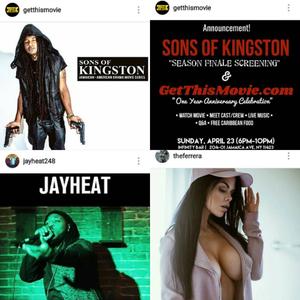 getthismovie
SONS OF
KINGSTON
JAMAICAN - AMERICAN DRAMA MOVIE SERIES
getthismovie
Announcement!
SONS OF KINGSTON
"SEASON FINALE SCREENING"
&
GetThisMovie.com
"One Year Anniversary Celebration"
• WATCH MOVIE • MEET CAST/CREW • LIVE MUSIC •
• Q&A • FREE CARIBBEAN FOOD
SUNDAY, APRIL 23 (6PM-10PM)
INFINITY BAR | 204-01 JAMAICA AVE, NY 11423
jayheat248
JAYHEAT
theferrera